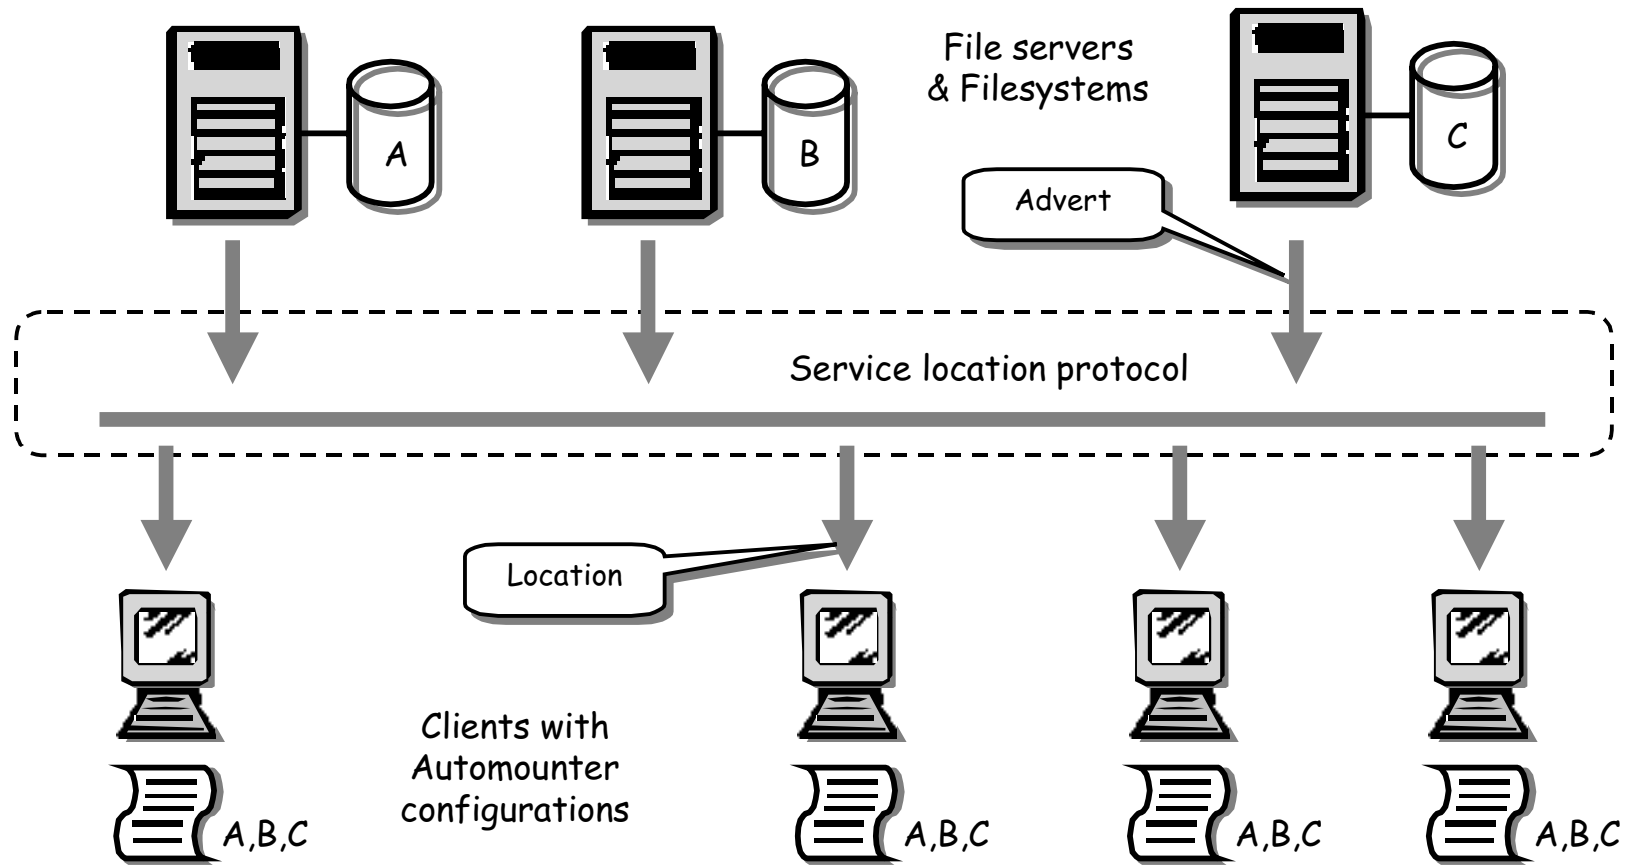 File servers
& Filesystems
A
B
C
Advert
Service location protocol
Location
Clients with
Automounter
configurations
A,B,C
A,B,C
A,B,C
A,B,C